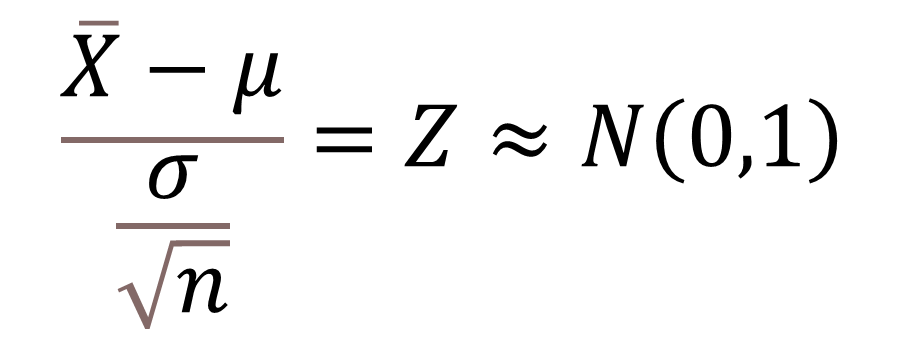 X̄ − μ
σ
√n
= Z ≈ N(0,1)